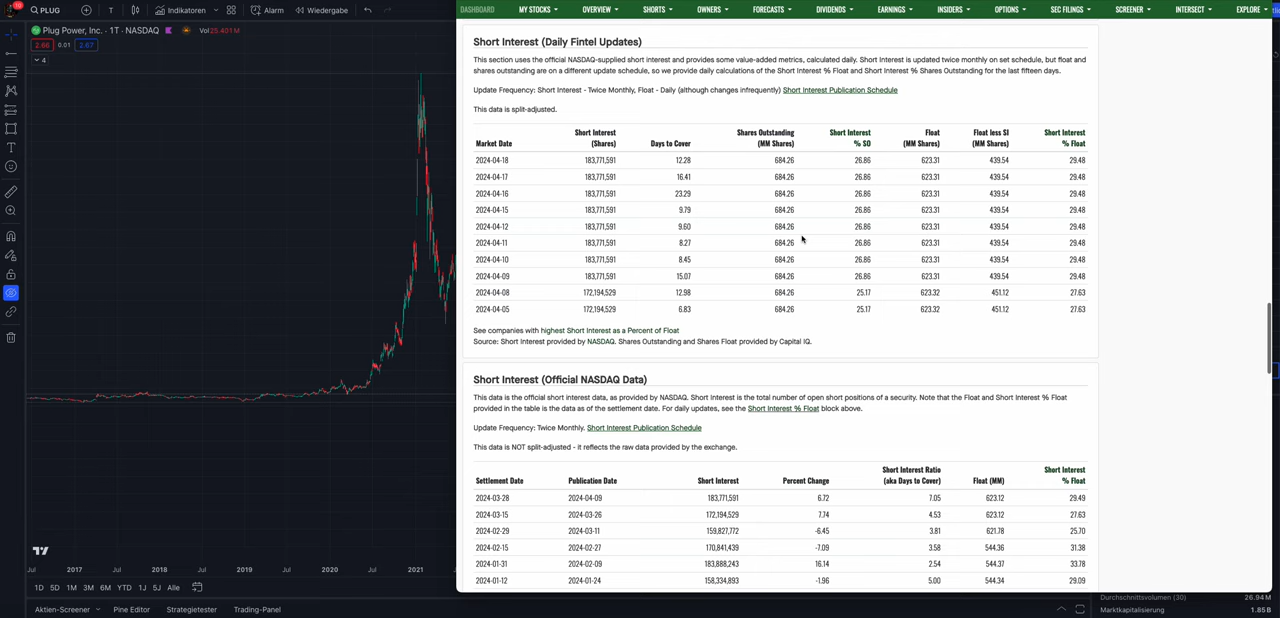 10
PLUG
T
Indikatoren
Alarm
Wiedergabe
Plug Power, Inc. · 1T · NASDAQ
Vol 25.401M
2.66 0.01 2.67
4
DASHBOARD MY STOCKS OVERVIEW SHORTS OWNERS FORECASTS DIVIDENDS EARNINGS INSIDERS OPTIONS SEC FILINGS SCREENER INTERSECT EXPLORE
Short Interest (Daily Fintel Updates)
This section uses the official NASDAQ-supplied short interest and provides some value-added metrics, calculated daily. Short Interest is updated twice monthly on set schedule, but float and
shares outstanding are on a different update schedule, so we provide daily calculations of the Short Interest % Float and Short Interest % Shares Outstanding for the last fifteen days.
Update Frequency: Short Interest - Twice Monthly, Float - Daily (although changes infrequently) Short Interest Publication Schedule
This data is split-adjusted.
Short Interest Shares Outstanding Short Interest Float Float less SI Short Interest
Market Date (Shares) Days to Cover (MM Shares) % SO (MM Shares) (MM Shares) % Float
2024-04-18 183,771,591 12.28 684.26 26.86 623.31 439.54 29.48
2024-04-17 183,771,591 16.41 684.26 26.86 623.31 439.54 29.48
2024-04-16 183,771,591 23.29 684.26 26.86 623.31 439.54 29.48
2024-04-15 183,771,591 9.79 684.26 26.86 623.31 439.54 29.48
2024-04-12 183,771,591 9.60 684.26 26.86 623.31 439.54 29.48
2024-04-11 183,771,591 8.27 684.26 26.86 623.31 439.54 29.48
2024-04-10 183,771,591 8.45 684.26 26.86 623.31 439.54 29.48
2024-04-09 183,771,591 15.07 684.26 26.86 623.31 439.54 29.48
2024-04-08 172,194,529 12.98 684.26 25.17 623.32 451.12 27.63
2024-04-05 172,194,529 6.83 684.26 25.17 623.32 451.12 27.63
See companies with highest Short Interest as a Percent of Float
Source: Short Interest provided by NASDAQ. Shares Outstanding and Shares Float provided by Capital IQ.
Short Interest (Official NASDAQ Data)
This data is the official short interest data, as provided by NASDAQ. Short Interest is the total number of open short positions of a security. Note that the Float and Short Interest % Float
provided in the table is the data as of the settlement date. For daily updates, see the Short Interest % Float block above.
Update Frequency: Twice Monthly. Short Interest Publication Schedule
This data is NOT split-adjusted - it reflects the raw data provided by the exchange.
Short Interest Ratio Short Interest
Settlement Date Publication Date Short Interest Percent Change (aka Days to Cover) Float (MM) % Float
2024-03-28 2024-04-09 183,771,591 6.72 7.05 623.12 29.49
2024-03-15 2024-03-26 172,194,529 7.74 4.53 623.12 27.63
2024-02-29 2024-03-11 159,827,772 -6.45 3.81 621.78 25.70
2024-02-15 2024-02-27 170,841,439 -7.09 3.58 544.36 31.38
2024-01-31 2024-02-09 183,888,243 16.14 2.54 544.37 33.78
2024-01-12 2024-01-24 158,334,893 -1.96 5.00 544.34 29.09
Jul 2017 Jul 2018 Jul 2019 Jul 2020 Jul 2021
1D 5D 1M 3M 6M YTD 1J 5J Alle
Aktien-Screener Pine Editor Strategietester Trading-Panel
Durchschnittsvolumen (30) 26.94M
Marktkapitalisierung 1.85B